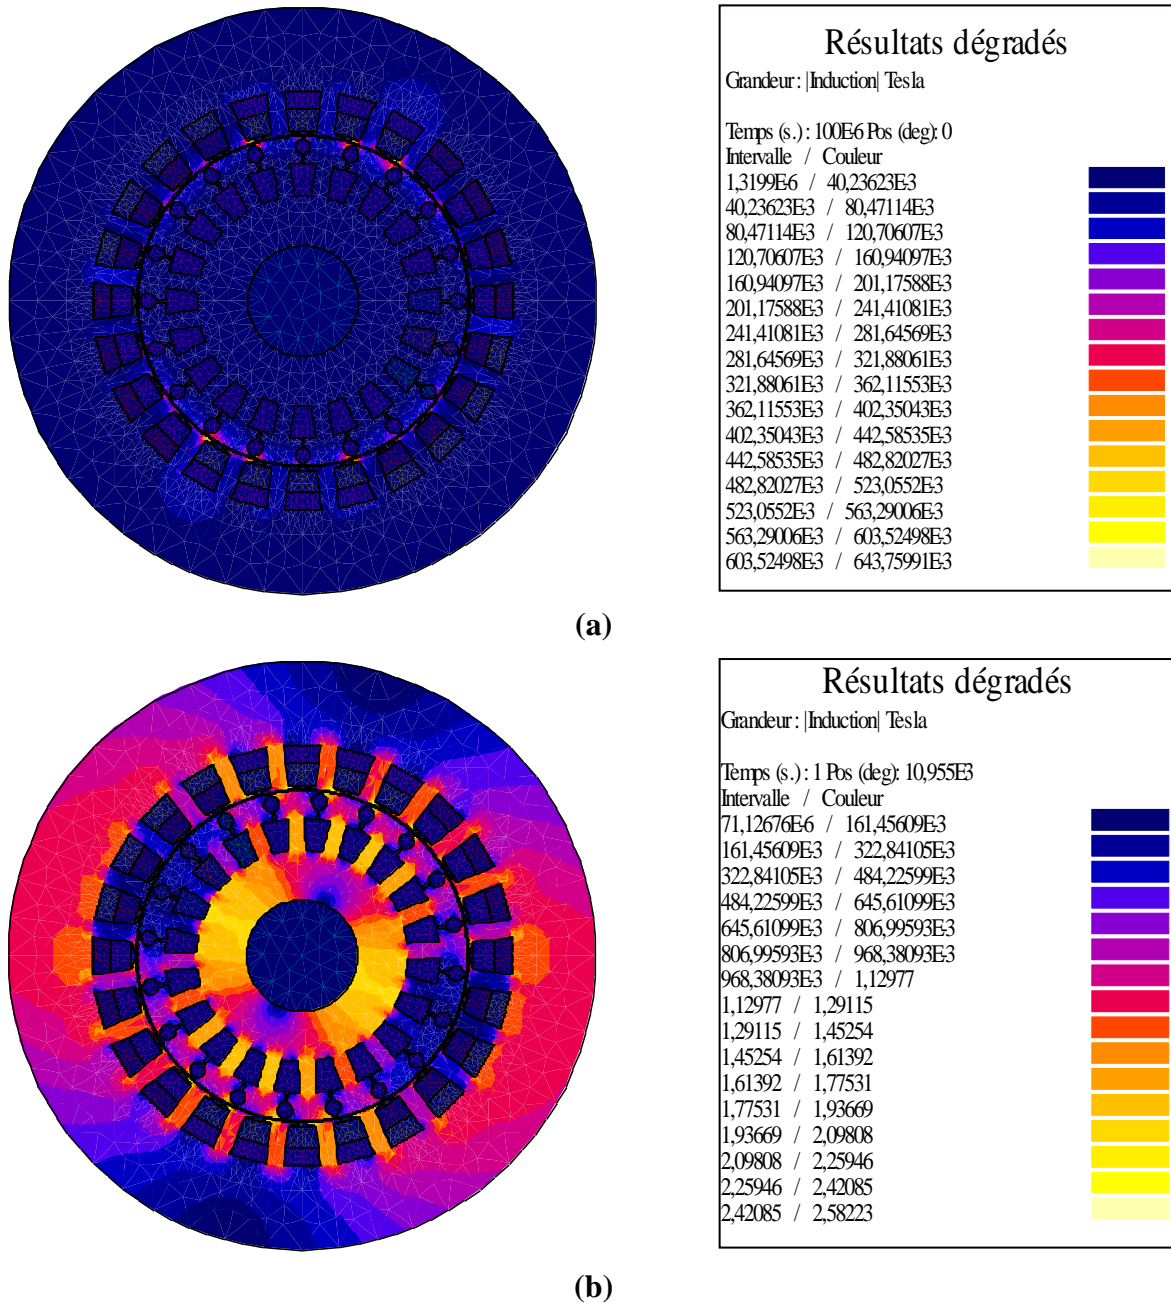 Résultats dégradés
Grandeur : |Induction| Tesla
Temps (s.) : 100E-6 Pos (deg): 0
Intervalle / Couleur
1,3199E-6 / 40,23623E-3
40,23623E-3 / 80,47114E-3
80,47114E-3 / 120,70607E-3
120,70607E-3 / 160,94097E-3
160,94097E-3 / 201,17588E-3
201,17588E-3 / 241,41081E-3
241,41081E-3 / 281,64569E-3
281,64569E-3 / 321,88061E-3
321,88061E-3 / 362,11553E-3
362,11553E-3 / 402,35043E-3
402,35043E-3 / 442,58535E-3
442,58535E-3 / 482,82027E-3
482,82027E-3 / 523,0552E-3
523,0552E-3 / 563,29006E-3
563,29006E-3 / 603,52498E-3
603,52498E-3 / 643,75991E-3
(a)
Résultats dégradés
Grandeur : |Induction| Tesla
Temps (s.) : 1 Pos (deg): 10,955E3
Intervalle / Couleur
71,12676E-6 / 161,45609E-3
161,45609E-3 / 322,84105E-3
322,84105E-3 / 484,22599E-3
484,22599E-3 / 645,61099E-3
645,61099E-3 / 806,99593E-3
806,99593E-3 / 968,38093E-3
968,38093E-3 / 1,12977
1,12977 / 1,29115
1,29115 / 1,45254
1,45254 / 1,61392
1,61392 / 1,77531
1,77531 / 1,93669
1,93669 / 2,09808
2,09808 / 2,25946
2,25946 / 2,42085
2,42085 / 2,58223
(b)